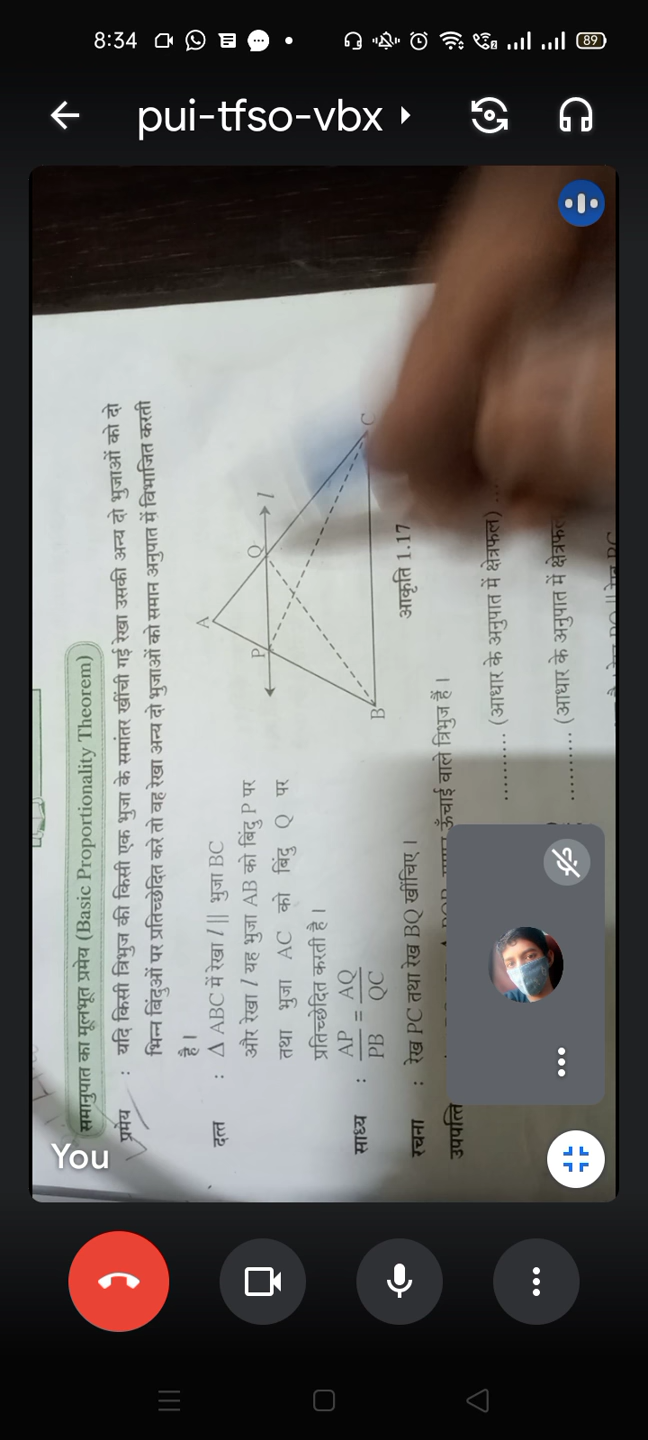 8:34
89
pui-tfso-vbx
समानुपात का मूलभूत प्रमेय (Basic Proportionality Theorem)
प्रमेय : यदि किसी त्रिभुज की किसी एक भुजा के समांतर खींची गई रेखा उसकी अन्य दो भुजाओं को दो
भिन्न बिंदुओं पर प्रतिच्छेदित करे तो वह रेखा अन्य दो भुजाओं को समान अनुपात में विभाजित करती
है ।
दत्त : Δ ABC में रेखा l || भुजा BC
और रेखा l यह भुजा AB को बिंदु P पर
तथा भुजा AC को बिंदु Q पर
प्रतिच्छेदित करती है ।
साध्य : AP/PB = AQ/QC
A
P Q l
B C
आकृति 1.17
रचना : रेख PC तथा रेख BQ खींचिए ।
उपपत्ति
ऊँचाई वाले त्रिभुज हैं ।
.......... (आधार के अनुपात में क्षेत्रफल)
.......... (आधार के अनुपात में
You